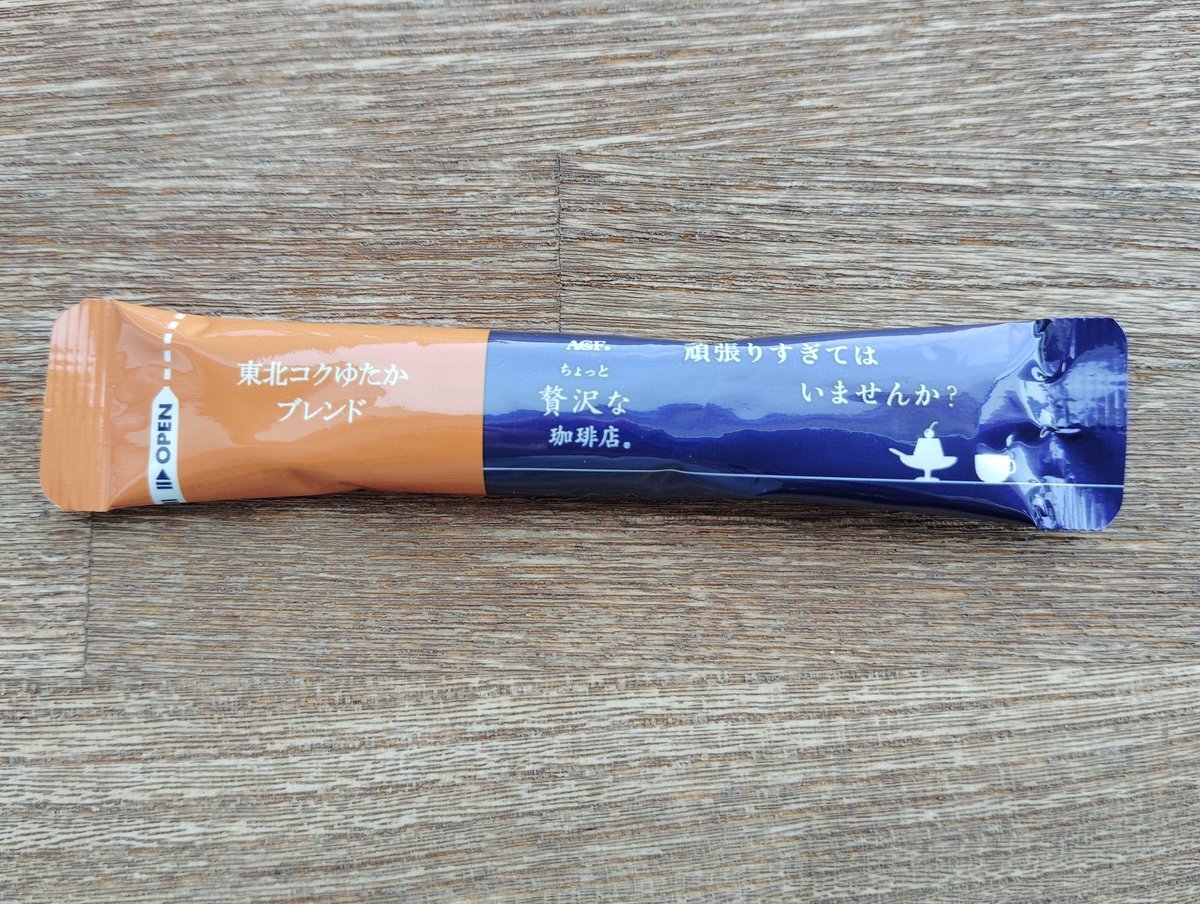 OPEN
東北コクゆたか
ブレンド
AGF®
ちょっと
贅沢な
珈琲店®
頑張りすぎては
いませんか?